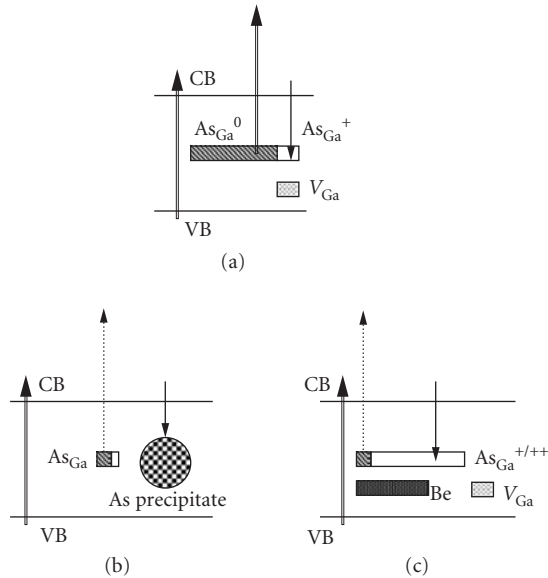 CB
As_Ga^0 As_Ga^+
V_Ga
VB
(a)
CB CB
As_Ga As_Ga^+/++
As precipitate Be V_Ga
VB VB
(b) (c)